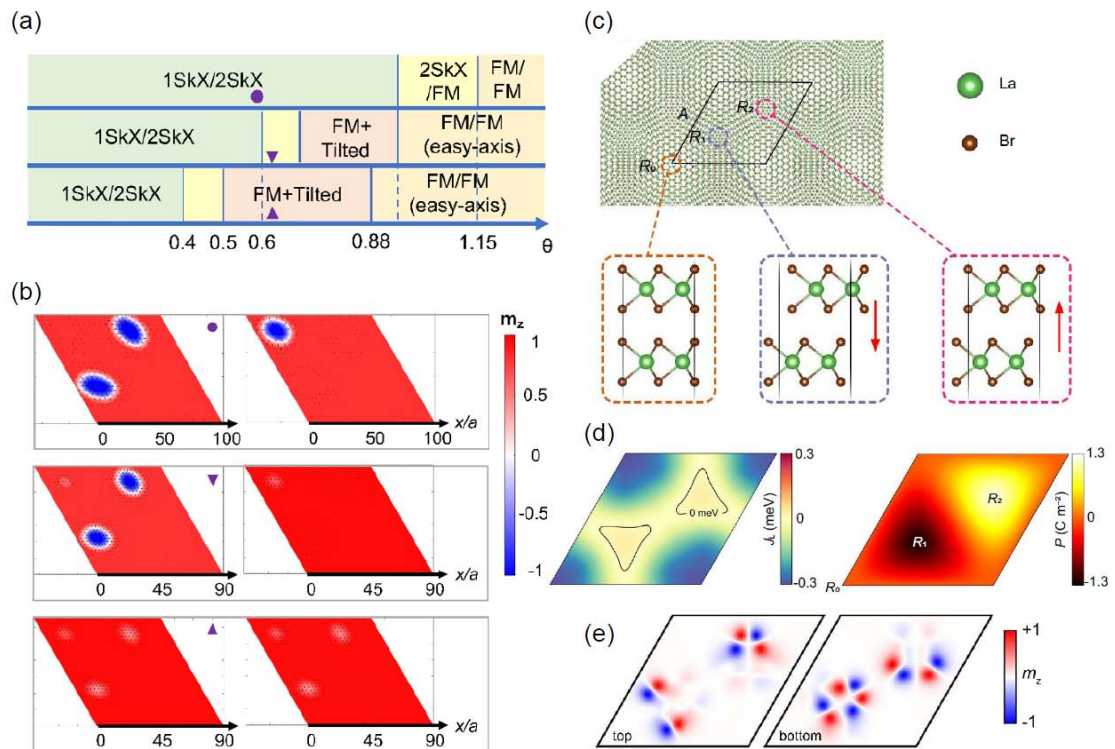 (a)
1SkX/2SkX
2SkX
/FM
FM/
FM
1SkX/2SkX
FM+
Tilted
FM/FM
(easy-axis)
1SkX/2SkX
FM+Tilted
FM/FM
(easy-axis)
0.4 0.5 0.6 0.88 1.15 θ
(b)
x/a
0 50 100 0 50 100
x/a
0 45 90 0 45 90
x/a
0 45 90 0 45 90
mz
1
0.5
0
-0.5
-1
(c)
A
R₂
R₁
R₀
La
Br
(d)
0 meV
0.3
0
-0.3
J⊥ (meV)
R₂
R₁
R₀
1.3
0
-1.3
P (C m⁻²)
(e)
top
bottom
+1
mz
-1